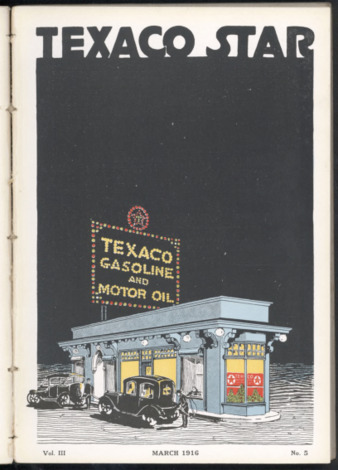 TEXACO STAR
TEXACO
GASOLINE
AND
MOTOR OIL
Vol. III
MARCH 1916
No. 5